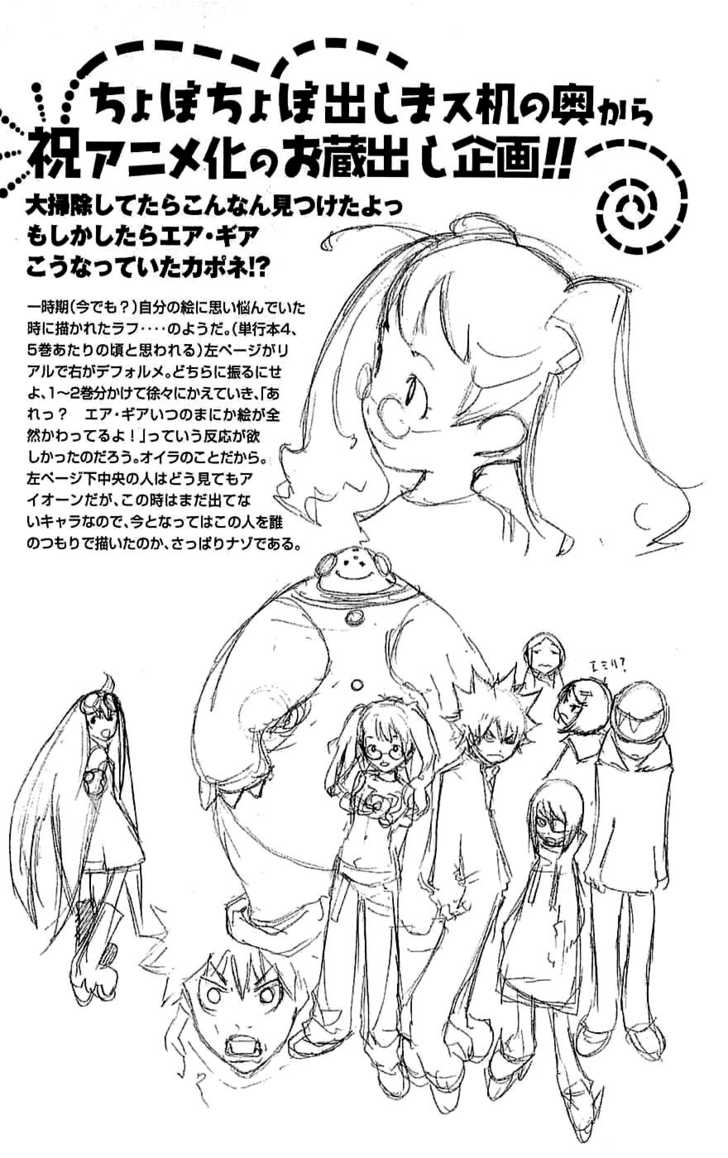 ちょぼちょぼ出しまス机の奥から
祝アニメ化のお蔵出し企画!!
大掃除してたらこんなん見つけたよっ
もしかしたらエア・ギア
こうなっていたカポネ!?
一時期(今でも?)自分の絵に思い悩んでいた
時に描かれたラフ‥‥のようだ。(単行本4、
5巻あたりの頃と思われる)左ページがリ
アルで右がデフォルメ。どちらに振るにせ
よ、1〜2巻分かけて徐々にかえていき、「あ
れっ? エア・ギアいつのまにか絵が全
然かわってるよ!」っていう反応が欲
しかったのだろう。オイラのことだから。
左ページ下中央の人はどう見てもア
イオーンだが、この時はまだ出てな
いキャラなので、今となってはこの人を誰
のつもりで描いたのか、さっぱりナゾである。
エミリ?